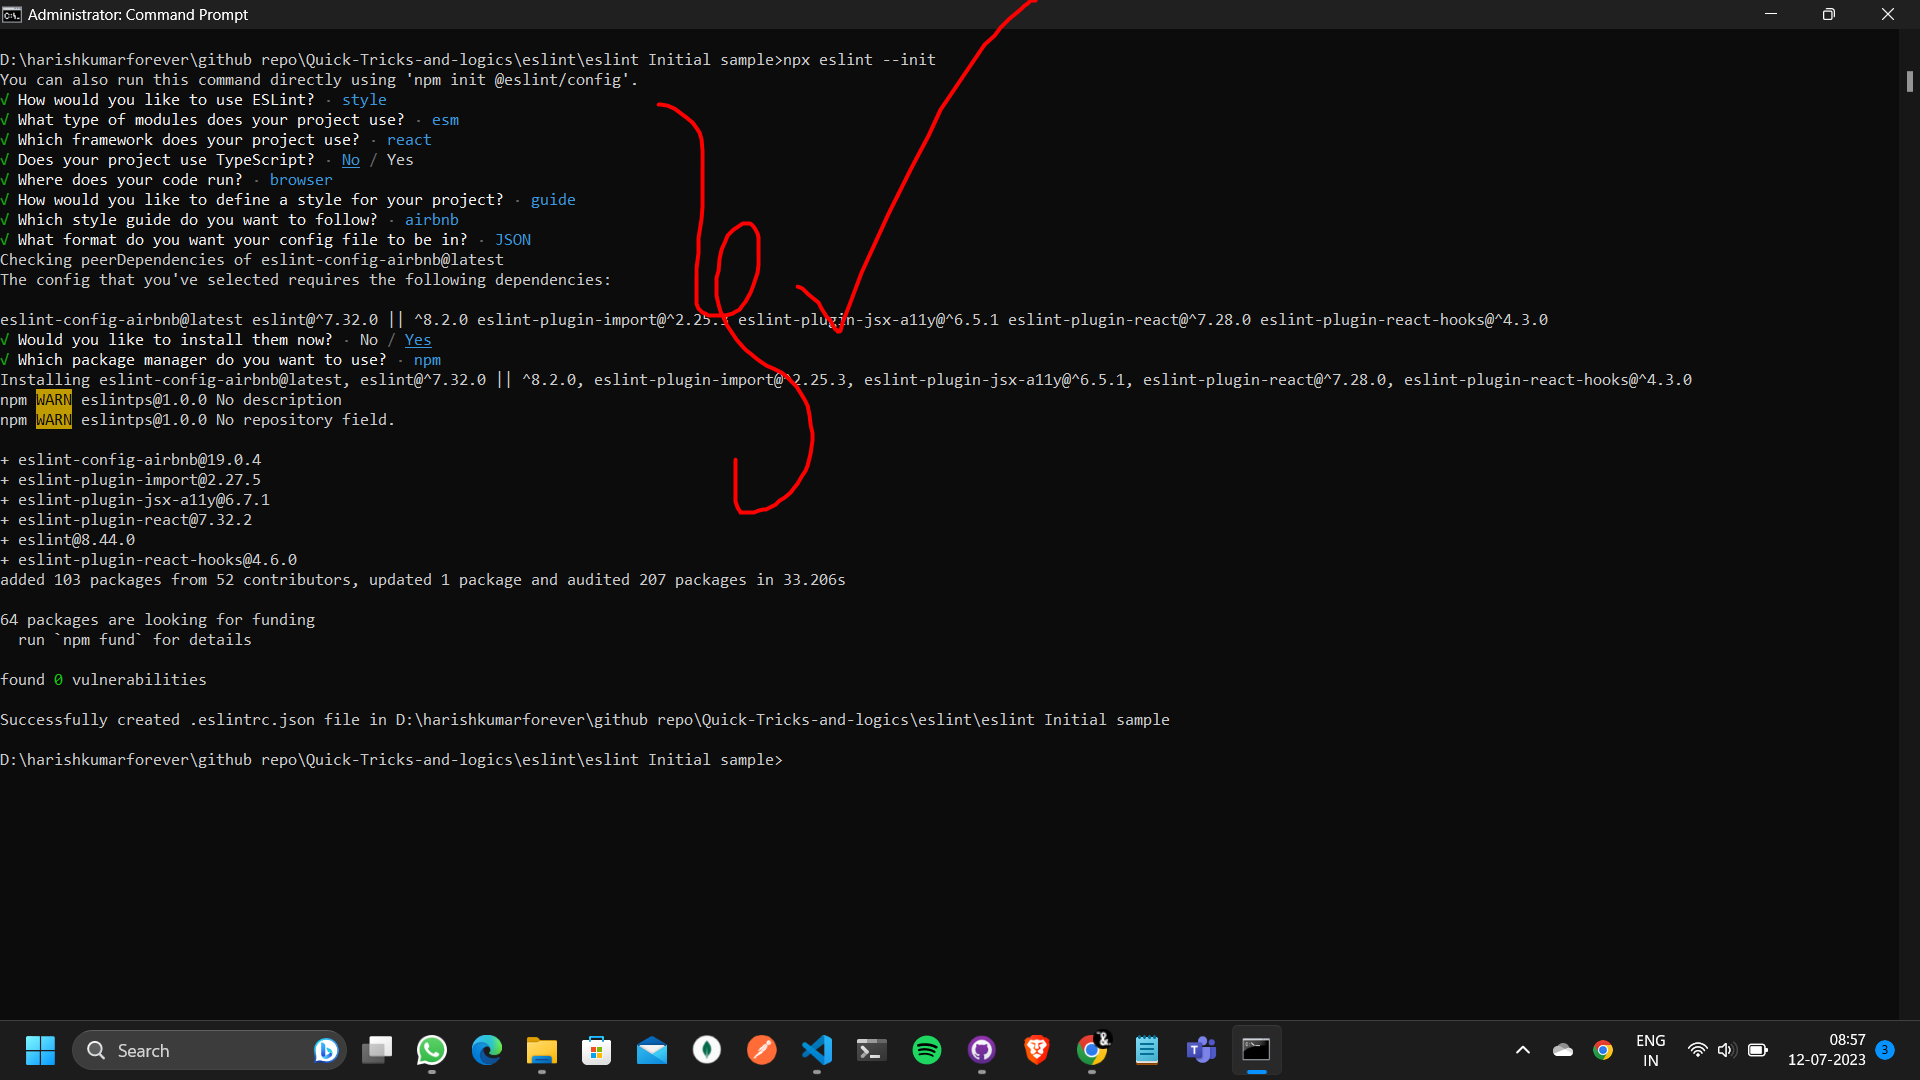 Administrator: Command Prompt
D:\harishkumarforever\github repo\Quick-Tricks-and-logics\eslint\eslint Initial sample>npx eslint --init
You can also run this command directly using 'npm init @eslint/config'.
√ How would you like to use ESLint? · style
√ What type of modules does your project use? · esm
√ Which framework does your project use? · react
√ Does your project use TypeScript? · No / Yes
√ Where does your code run? · browser
√ How would you like to define a style for your project? · guide
√ Which style guide do you want to follow? · airbnb
√ What format do you want your config file to be in? · JSON
Checking peerDependencies of eslint-config-airbnb@latest
The config that you've selected requires the following dependencies:
eslint-config-airbnb@latest eslint@^7.32.0 || ^8.2.0 eslint-plugin-import@^2.25.3 eslint-plugin-jsx-a11y@^6.5.1 eslint-plugin-react@^7.28.0 eslint-plugin-react-hooks@^4.3.0
√ Would you like to install them now? · No / Yes
√ Which package manager do you want to use? · npm
Installing eslint-config-airbnb@latest, eslint@^7.32.0 || ^8.2.0, eslint-plugin-import@^2.25.3, eslint-plugin-jsx-a11y@^6.5.1, eslint-plugin-react@^7.28.0, eslint-plugin-react-hooks@^4.3.0
npm WARN eslintps@1.0.0 No description
npm WARN eslintps@1.0.0 No repository field.
+ eslint-config-airbnb@19.0.4
+ eslint-plugin-import@2.27.5
+ eslint-plugin-jsx-a11y@6.7.1
+ eslint-plugin-react@7.32.2
+ eslint@8.44.0
+ eslint-plugin-react-hooks@4.6.0
added 103 packages from 52 contributors, updated 1 package and audited 207 packages in 33.206s
64 packages are looking for funding
run `npm fund` for details
found 0 vulnerabilities
Successfully created .eslintrc.json file in D:\harishkumarforever\github repo\Quick-Tricks-and-logics\eslint\eslint Initial sample
D:\harishkumarforever\github repo\Quick-Tricks-and-logics\eslint\eslint Initial sample>
Search
ENG
IN
08:57
12-07-2023
3